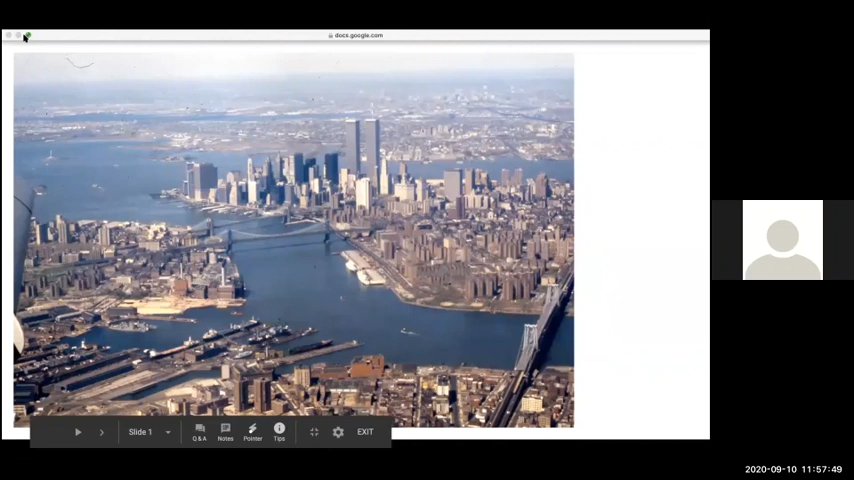 docs.google.com
Slide 1
Q&A
Notes
Pointer
Tips
EXIT
2020-09-10 11:57:49